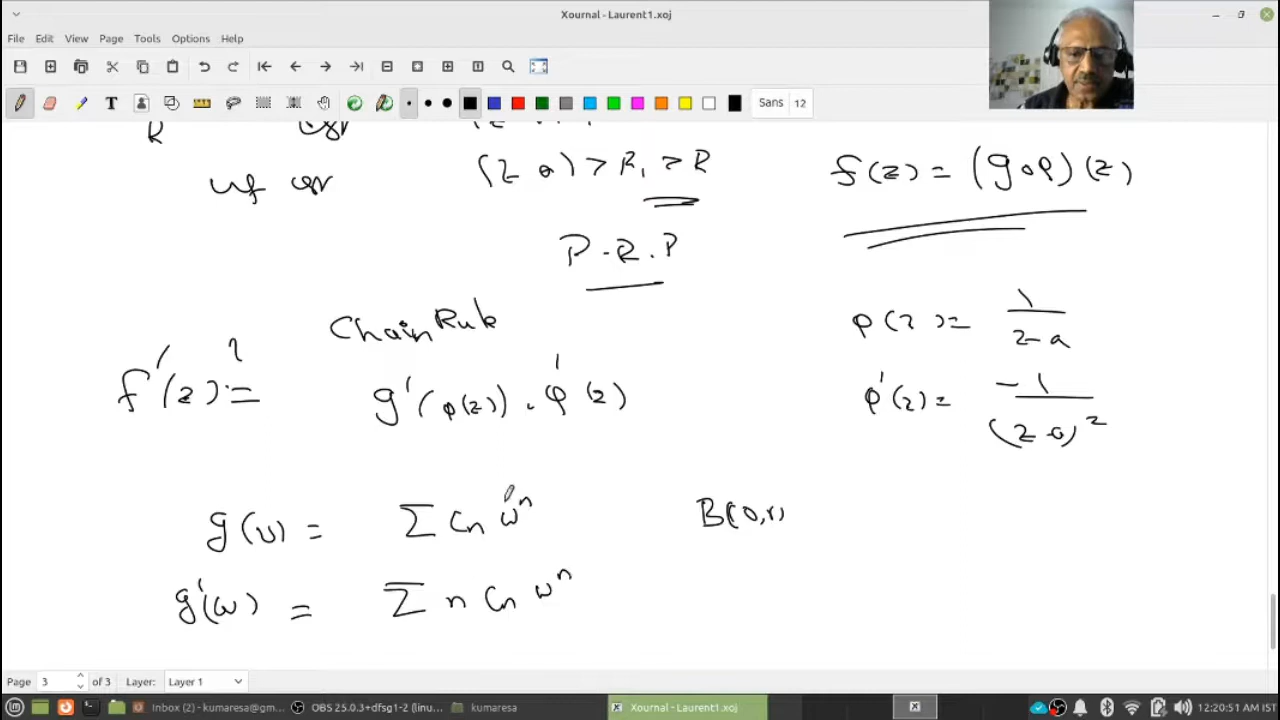 Xournal - Laurent1.xoj
File Edit View Page Tools Options Help
Sans 12
R
|z-a| > R₁ > R
uf cgr
f(z) = (g∘φ)(z)
P.R.P
Chain Rule
φ(z) = 1/(z-a)
f'(z) ?= g'(φ(z)) . φ'(z)
φ'(z) = -1/(z-a)²
g(w) = Σ Cn wⁿ
B(0,r)
g'(w) = Σ n Cn wⁿ
Page 3 of 3 Layer: Layer 1
Inbox (2) - kumaresa@gm... OBS 25.0.3+dfsg1-2 (linu... kumaresa Xournal - Laurent1.xoj 12:20:51 AM IST